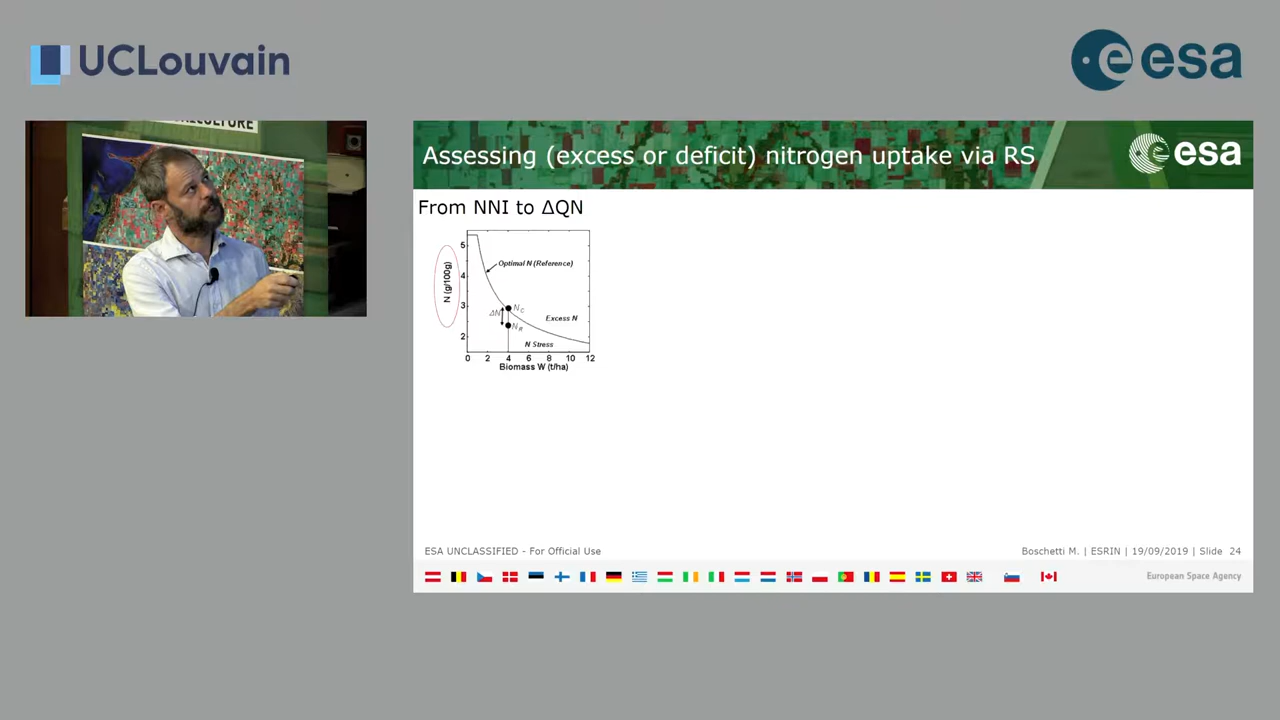 UCLouvain
esa
Assessing (excess or deficit) nitrogen uptake via RS
esa
From NNI to ΔQN
N (g/100g)
5
4
3
2
Optimal N (Reference)
ΔN
NC
NR
Excess N
N Stress
0 2 4 6 8 10 12
Biomass W (t/ha)
ESA UNCLASSIFIED - For Official Use
Boschetti M. | ESRIN | 19/09/2019 | Slide 24
European Space Agency